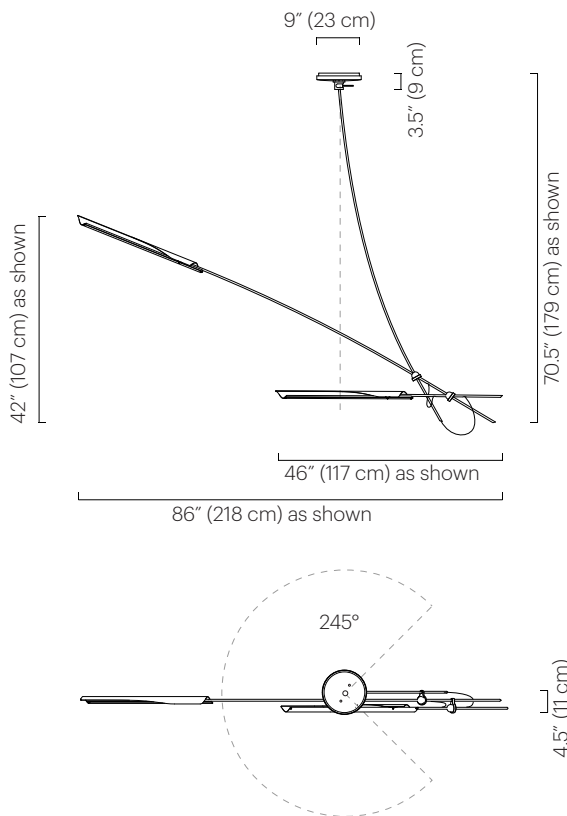 9” (23 cm)
3.5” (9 cm)
42” (107 cm) as shown
70.5” (179 cm) as shown
46” (117 cm) as shown
86” (218 cm) as shown
245°
4.5” (11 cm)